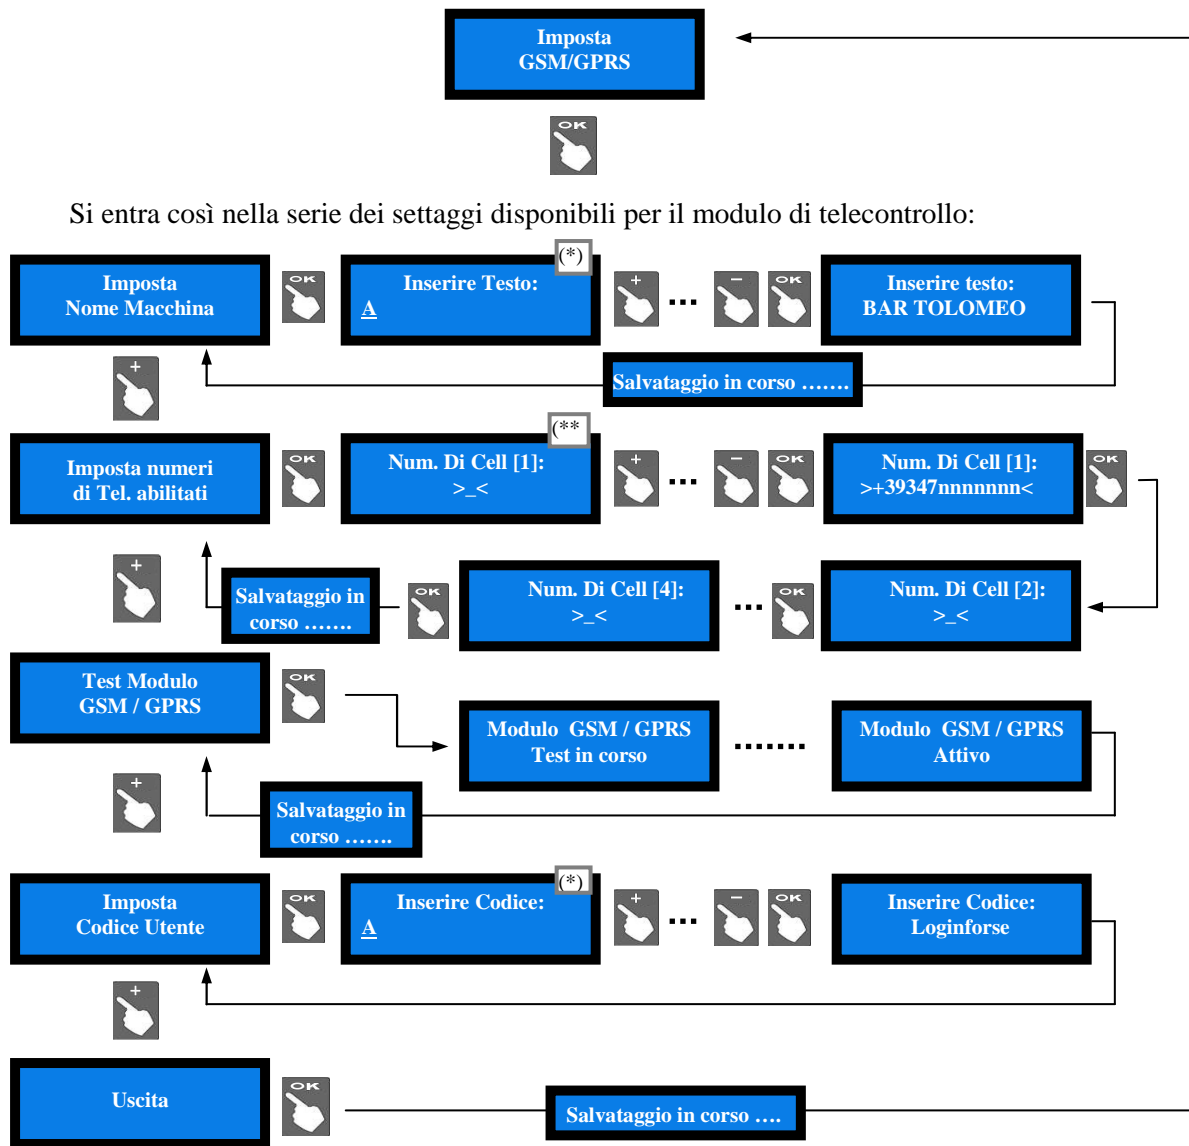 Imposta
GSM/GPRS
OK
Si entra così nella serie dei settaggi disponibili per il modulo di telecontrollo:
Imposta
Nome Macchina
OK
(*)
Inserire Testo:
A
+
...
-
OK
Inserire testo:
BAR TOLOMEO
+
Salvataggio in corso …….
Imposta numeri
di Tel. abilitati
OK
(**
Num. Di Cell [1]:
>_<
+
...
-
OK
Num. Di Cell [1]:
>+39347nnnnnnn<
OK
+
Salvataggio in
corso …….
OK
Num. Di Cell [4]:
>_<
...
OK
Num. Di Cell [2]:
>_<
Test Modulo
GSM / GPRS
OK
Modulo GSM / GPRS
Test in corso
.......
Modulo GSM / GPRS
Attivo
+
Salvataggio in
corso …….
Imposta
Codice Utente
OK
(*)
Inserire Codice:
A
+
...
-
OK
Inserire Codice:
Loginforse
+
Uscita
OK
Salvataggio in corso ….